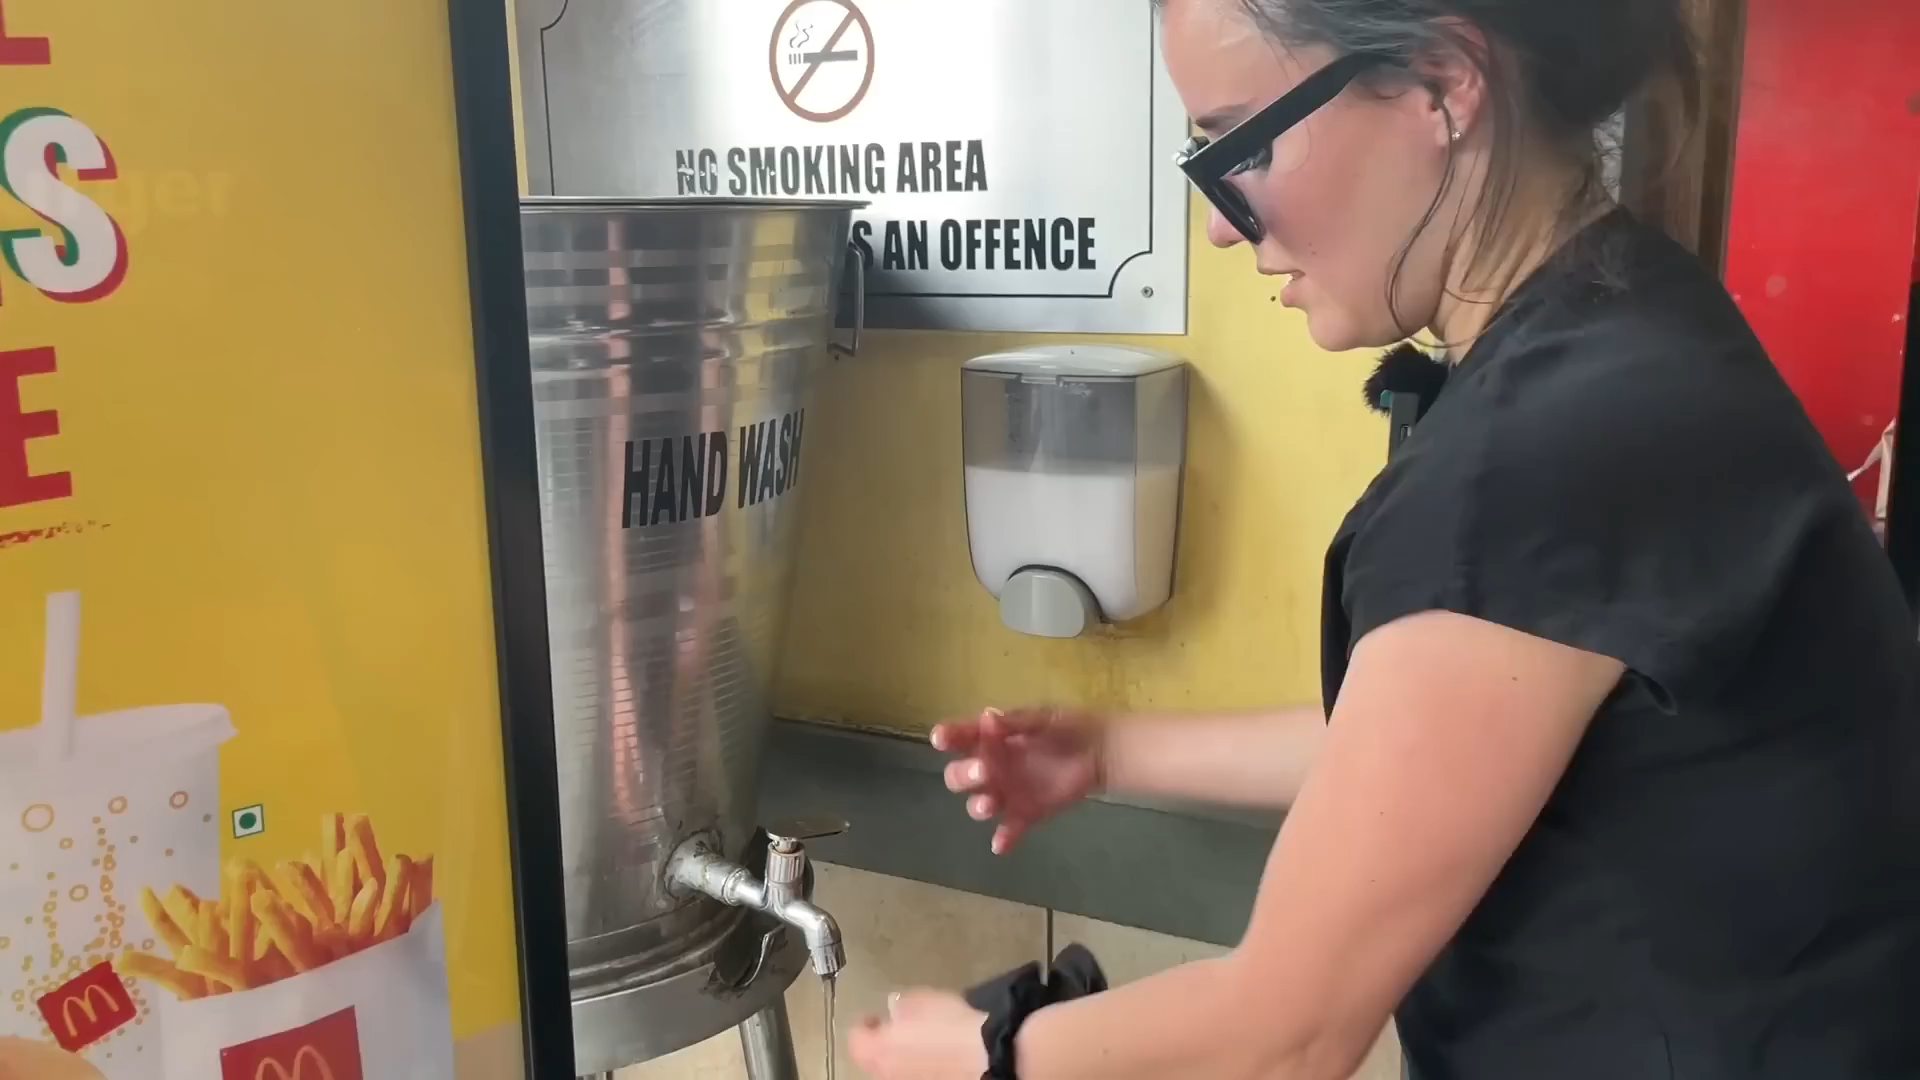 S
E
NO SMOKING AREA
S AN OFFENCE
HAND WASH